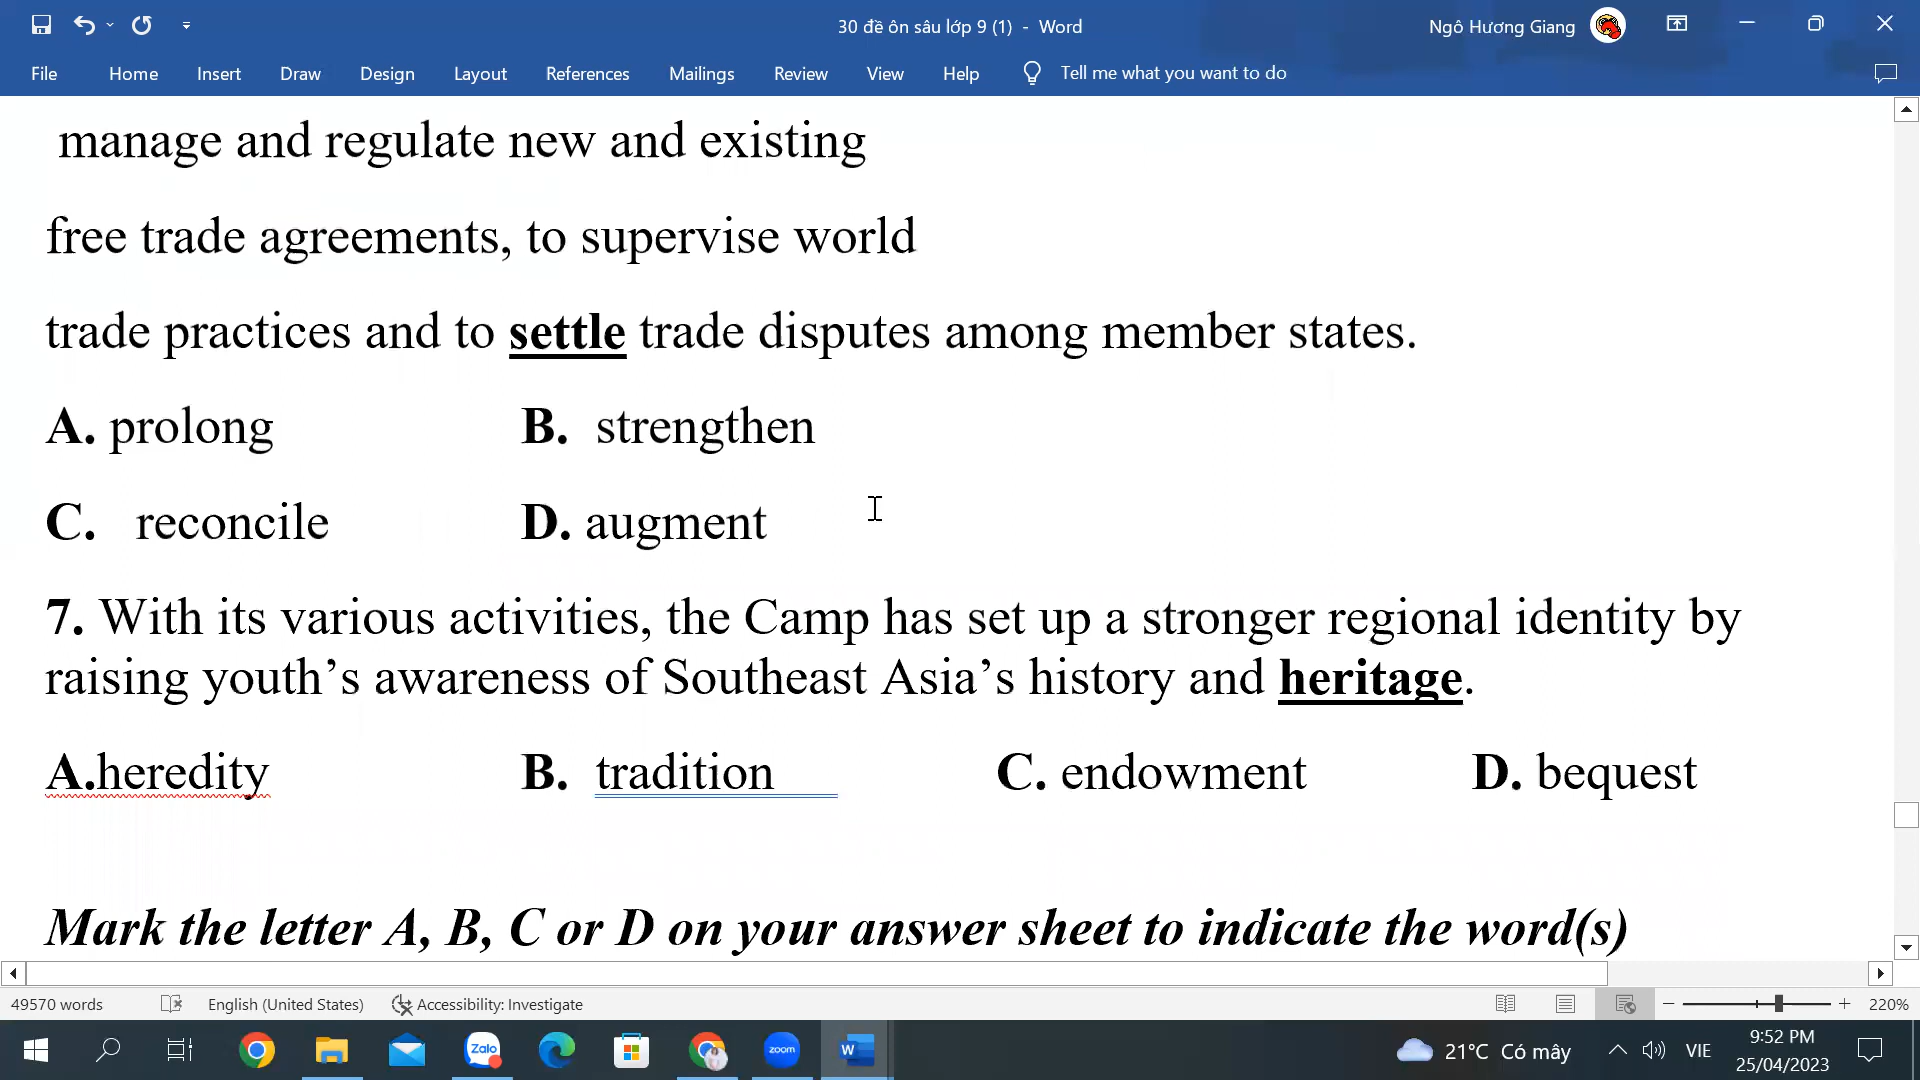 30 đề ôn sâu lớp 9 (1) - Word
Ngô Hương Giang
File Home Insert Draw Design Layout References Mailings Review View Help Tell me what you want to do
manage and regulate new and existing
free trade agreements, to supervise world
trade practices and to settle trade disputes among member states.
A. prolong B. strengthen
C. reconcile D. augment
7. With its various activities, the Camp has set up a stronger regional identity by
raising youth’s awareness of Southeast Asia’s history and heritage.
A.heredity B. tradition C. endowment D. bequest
Mark the letter A, B, C or D on your answer sheet to indicate the word(s)
49570 words English (United States) Accessibility: Investigate 220%
Zalo zoom W 21°C Có mây VIE 9:52 PM
25/04/2023